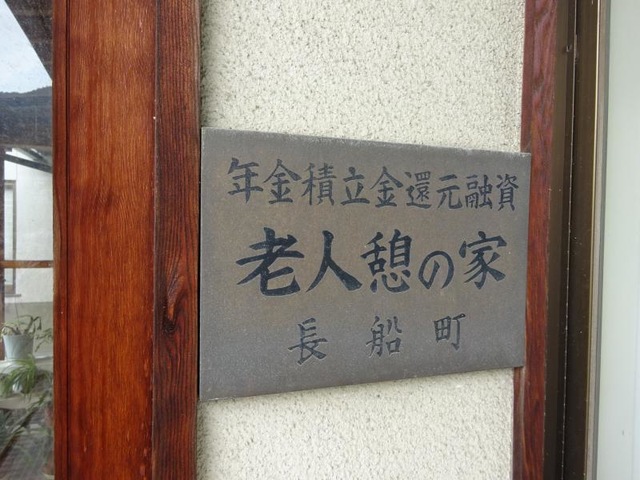 年金積立金還元融資
老人憩の家
長船町